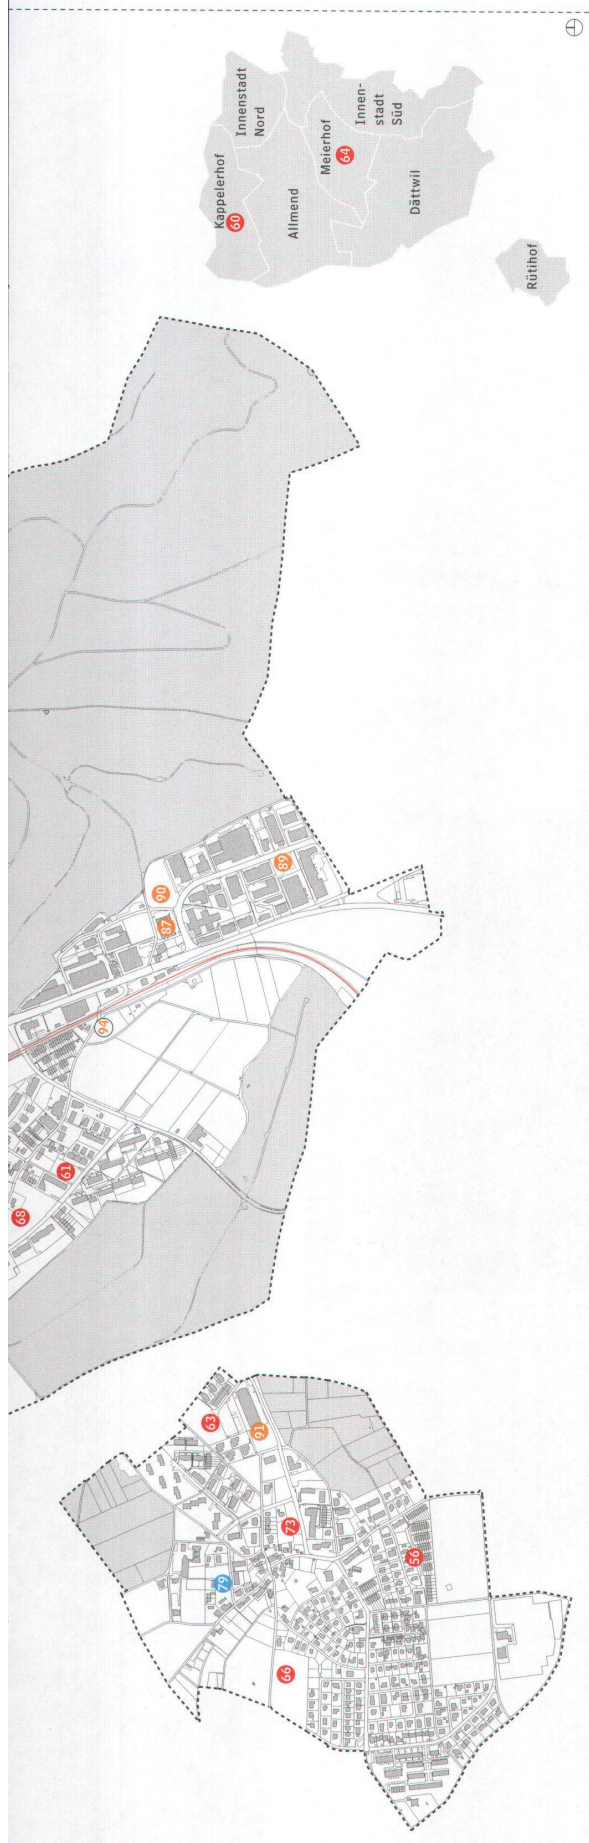 Innenstadt
Nord
Kappelerhof
60
Meierhof
64
Innen-
stadt
Süd
Allmend
Dättwil
Rütihof
90
87
89
94
61
68
63
91
73
79
56
66